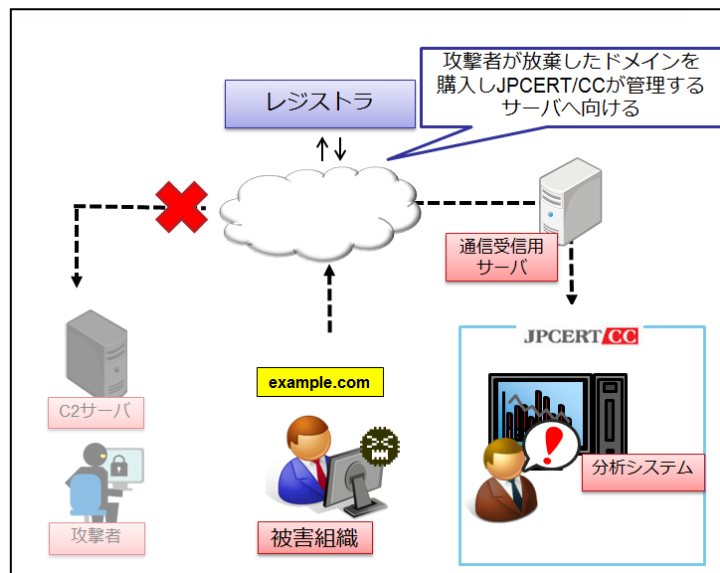 攻撃者が放棄したドメインを
購入しJPCERT/CCが管理する
サーバへ向ける
レジストラ
通信受信用
サーバ
JPCERT CC
example.com
C2サーバ
分析システム
攻撃者
被害組織